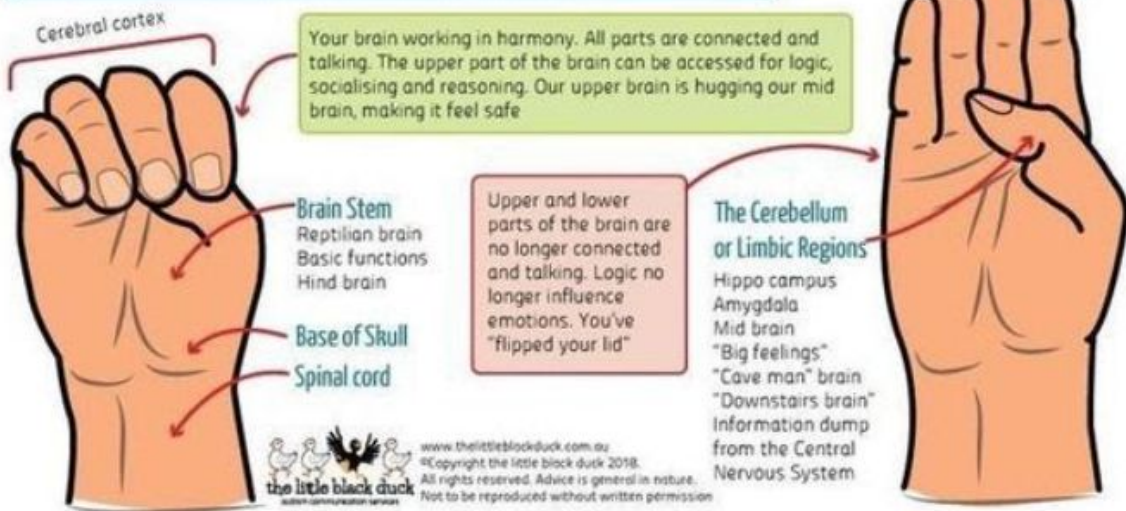 Cerebral cortex
Your brain working in harmony. All parts are connected and
talking. The upper part of the brain can be accessed for logic,
socialising and reasoning. Our upper brain is hugging our mid
brain, making it feel safe
Brain Stem
Reptilian brain
Basic functions
Hind brain
Base of Skull
Spinal cord
Upper and lower
parts of the brain are
no longer connected
and talking. Logic no
longer influence
emotions. You've
"flipped your lid"
The Cerebellum
or Limbic Regions
Hippo campus
Amygdala
Mid brain
"Big feelings"
"Cave man" brain
"Downstairs brain"
Information dump
from the Central
Nervous System
the little black duck
autism communication services
www.thelittleblackduck.com.au
©Copyright the little black duck 2018.
All rights reserved. Advice is general in nature.
Not to be reproduced without written permission